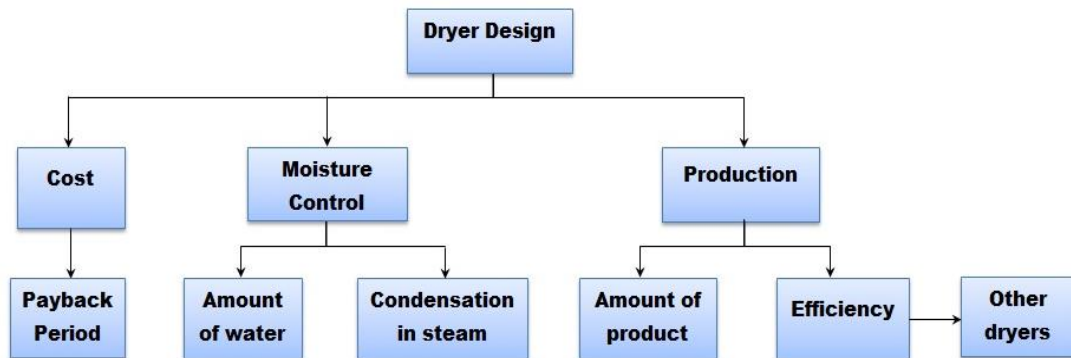 Dryer Design
Cost
Moisture
Control
Production
Payback
Period
Amount
of water
Condensation
in steam
Amount of
product
Efficiency
Other
dryers